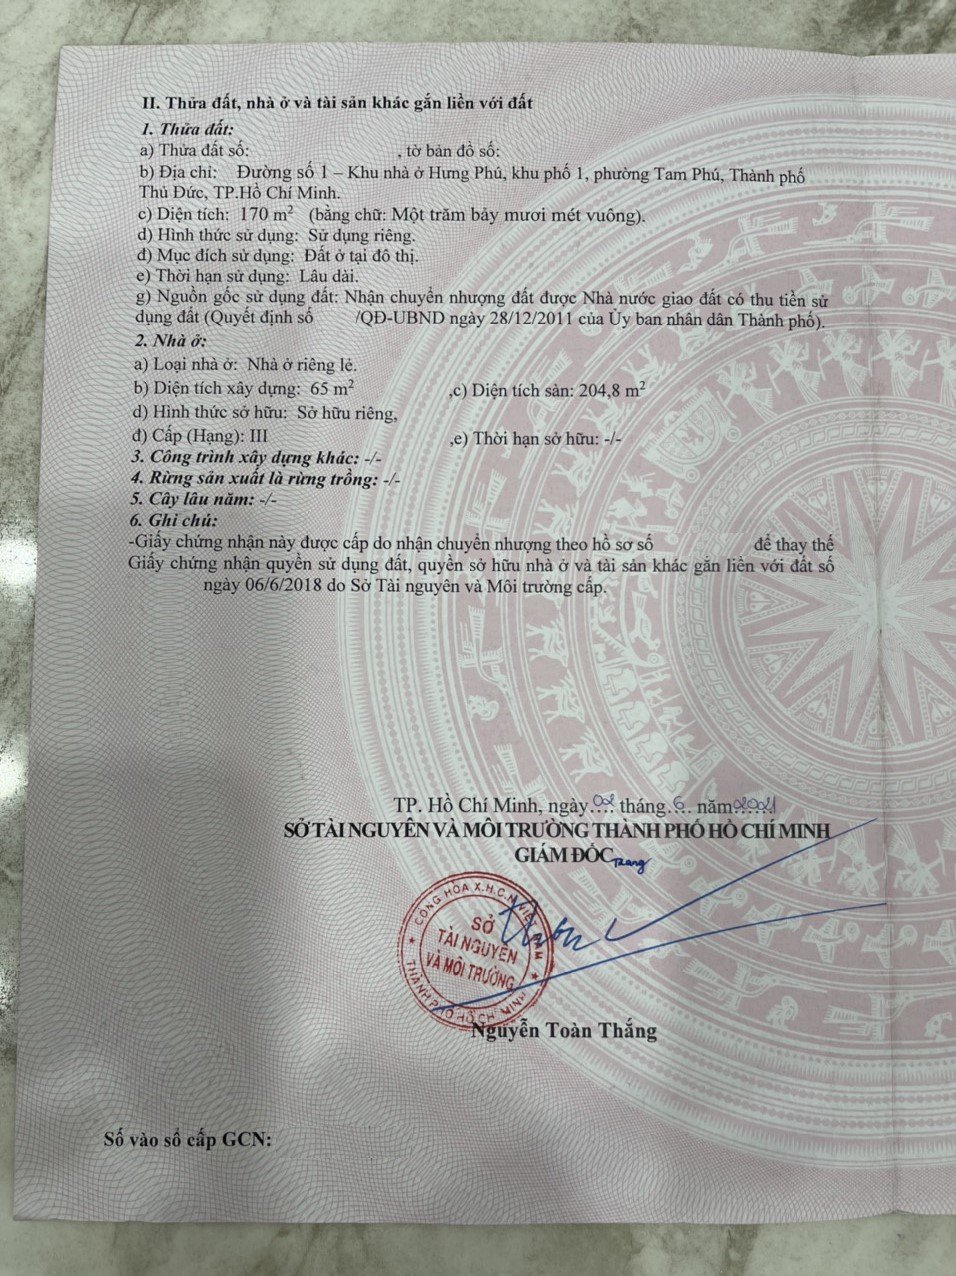 II. Thửa đất, nhà ở và tài sản khác gắn liền với đất
1. Thửa đất:
a) Thửa đất số: , tờ bản đồ số:
b) Địa chỉ: Đường số 1 – Khu nhà ở Hưng Phú, khu phố 1, phường Tam Phú, Thành phố
Thủ Đức, TP.Hồ Chí Minh.
c) Diện tích: 170 m² (bằng chữ: Một trăm bảy mươi mét vuông).
d) Hình thức sử dụng: Sử dụng riêng.
đ) Mục đích sử dụng: Đất ở tại đô thị.
e) Thời hạn sử dụng: Lâu dài.
g) Nguồn gốc sử dụng đất: Nhận chuyển nhượng đất được Nhà nước giao đất có thu tiền sử
dụng đất (Quyết định số /QĐ-UBND ngày 28/12/2011 của Ủy ban nhân dân Thành phố).
2. Nhà ở:
a) Loại nhà ở: Nhà ở riêng lẻ.
b) Diện tích xây dựng: 65 m² ,c) Diện tích sàn: 204,8 m²
d) Hình thức sở hữu: Sở hữu riêng,
đ) Cấp (Hạng): III ,e) Thời hạn sở hữu: -/-
3. Công trình xây dựng khác: -/-
4. Rừng sản xuất là rừng trồng: -/-
5. Cây lâu năm: -/-
6. Ghi chú:
-Giấy chứng nhận này được cấp do nhận chuyển nhượng theo hồ sơ số để thay thế
Giấy chứng nhận quyền sử dụng đất, quyền sở hữu nhà ở và tài sản khác gắn liền với đất số
ngày 06/6/2018 do Sở Tài nguyên và Môi trường cấp.
TP. Hồ Chí Minh, ngày 02 tháng 6 năm 2021
SỞ TÀI NGUYÊN VÀ MÔI TRƯỜNG THÀNH PHỐ HỒ CHÍ MINH
GIÁM ĐỐC
Trang
CỘNG HÒA X.H.C.N VIỆT NAM
SỞ
TÀI NGUYÊN
VÀ MÔI TRƯỜNG
THÀNH PHỐ HỒ CHÍ MINH
Nguyễn Toàn Thắng
Số vào sổ cấp GCN: